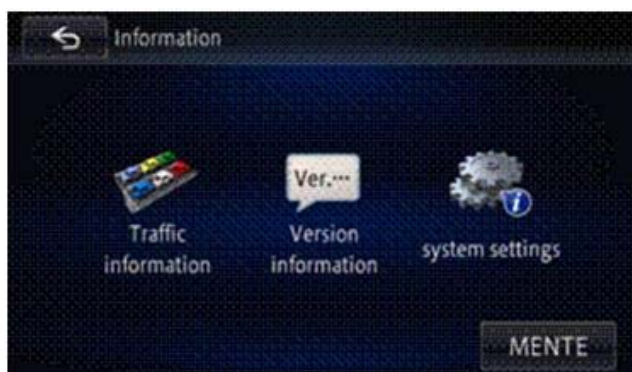 Information
Ver.…
Traffic
information
Version
information
system settings
MENTE